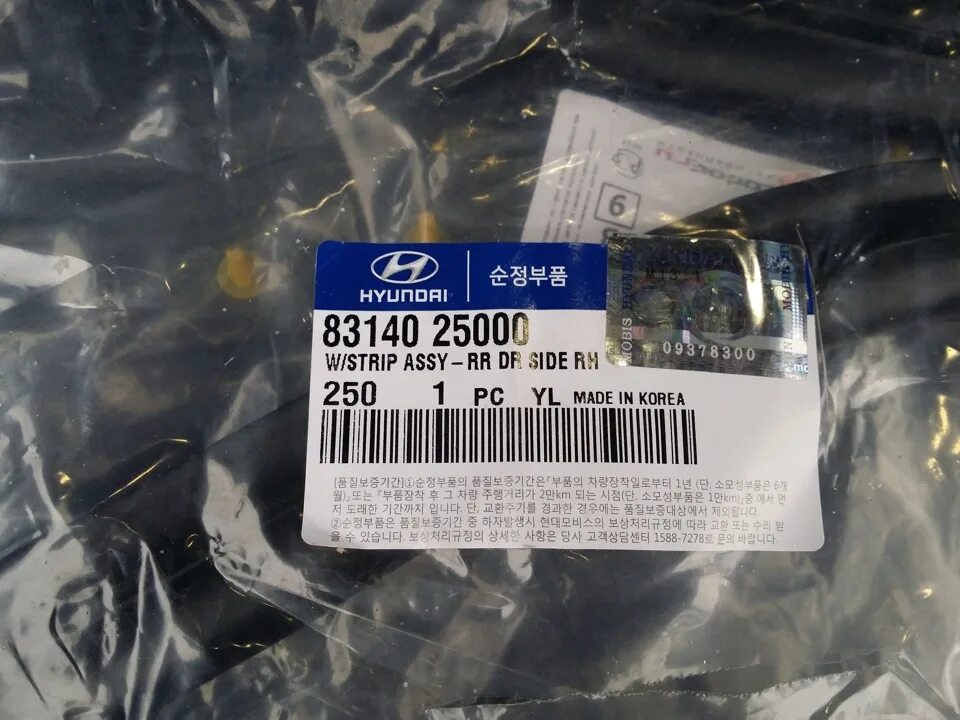 6
HYUNDAI
순정부품
83140 25000
W/STRIP ASSY-RR DR SIDE RH
250 1 PC YL MADE IN KOREA
M1311
MOBIS HYUNDAI
MOBIS
09378300
[품질보증기간]①순정부품의 품질보증기간은『부품의 차량장착일로부터 1년 (단, 소모성부품은 6개
월)』또는 『부품장착 후 그 차량 주행거리가 2만km 되는 시점(단, 소모성부품은 1만km)』중 에서 먼
저 도래한 기간까지 입니다. 단, 교환주기를 경과한 경우에는 품질보증대상에서 제외됩니다.
②순정부품은 품질보증기간 중 하자발생시 현대모비스의 보상처리규정에 따라 교환 또는 수리 받
을 수 있습니다. 보상처리규정의 상세한 사항은 당사 고객상담센터 1588-7278로 문의 바랍니다.